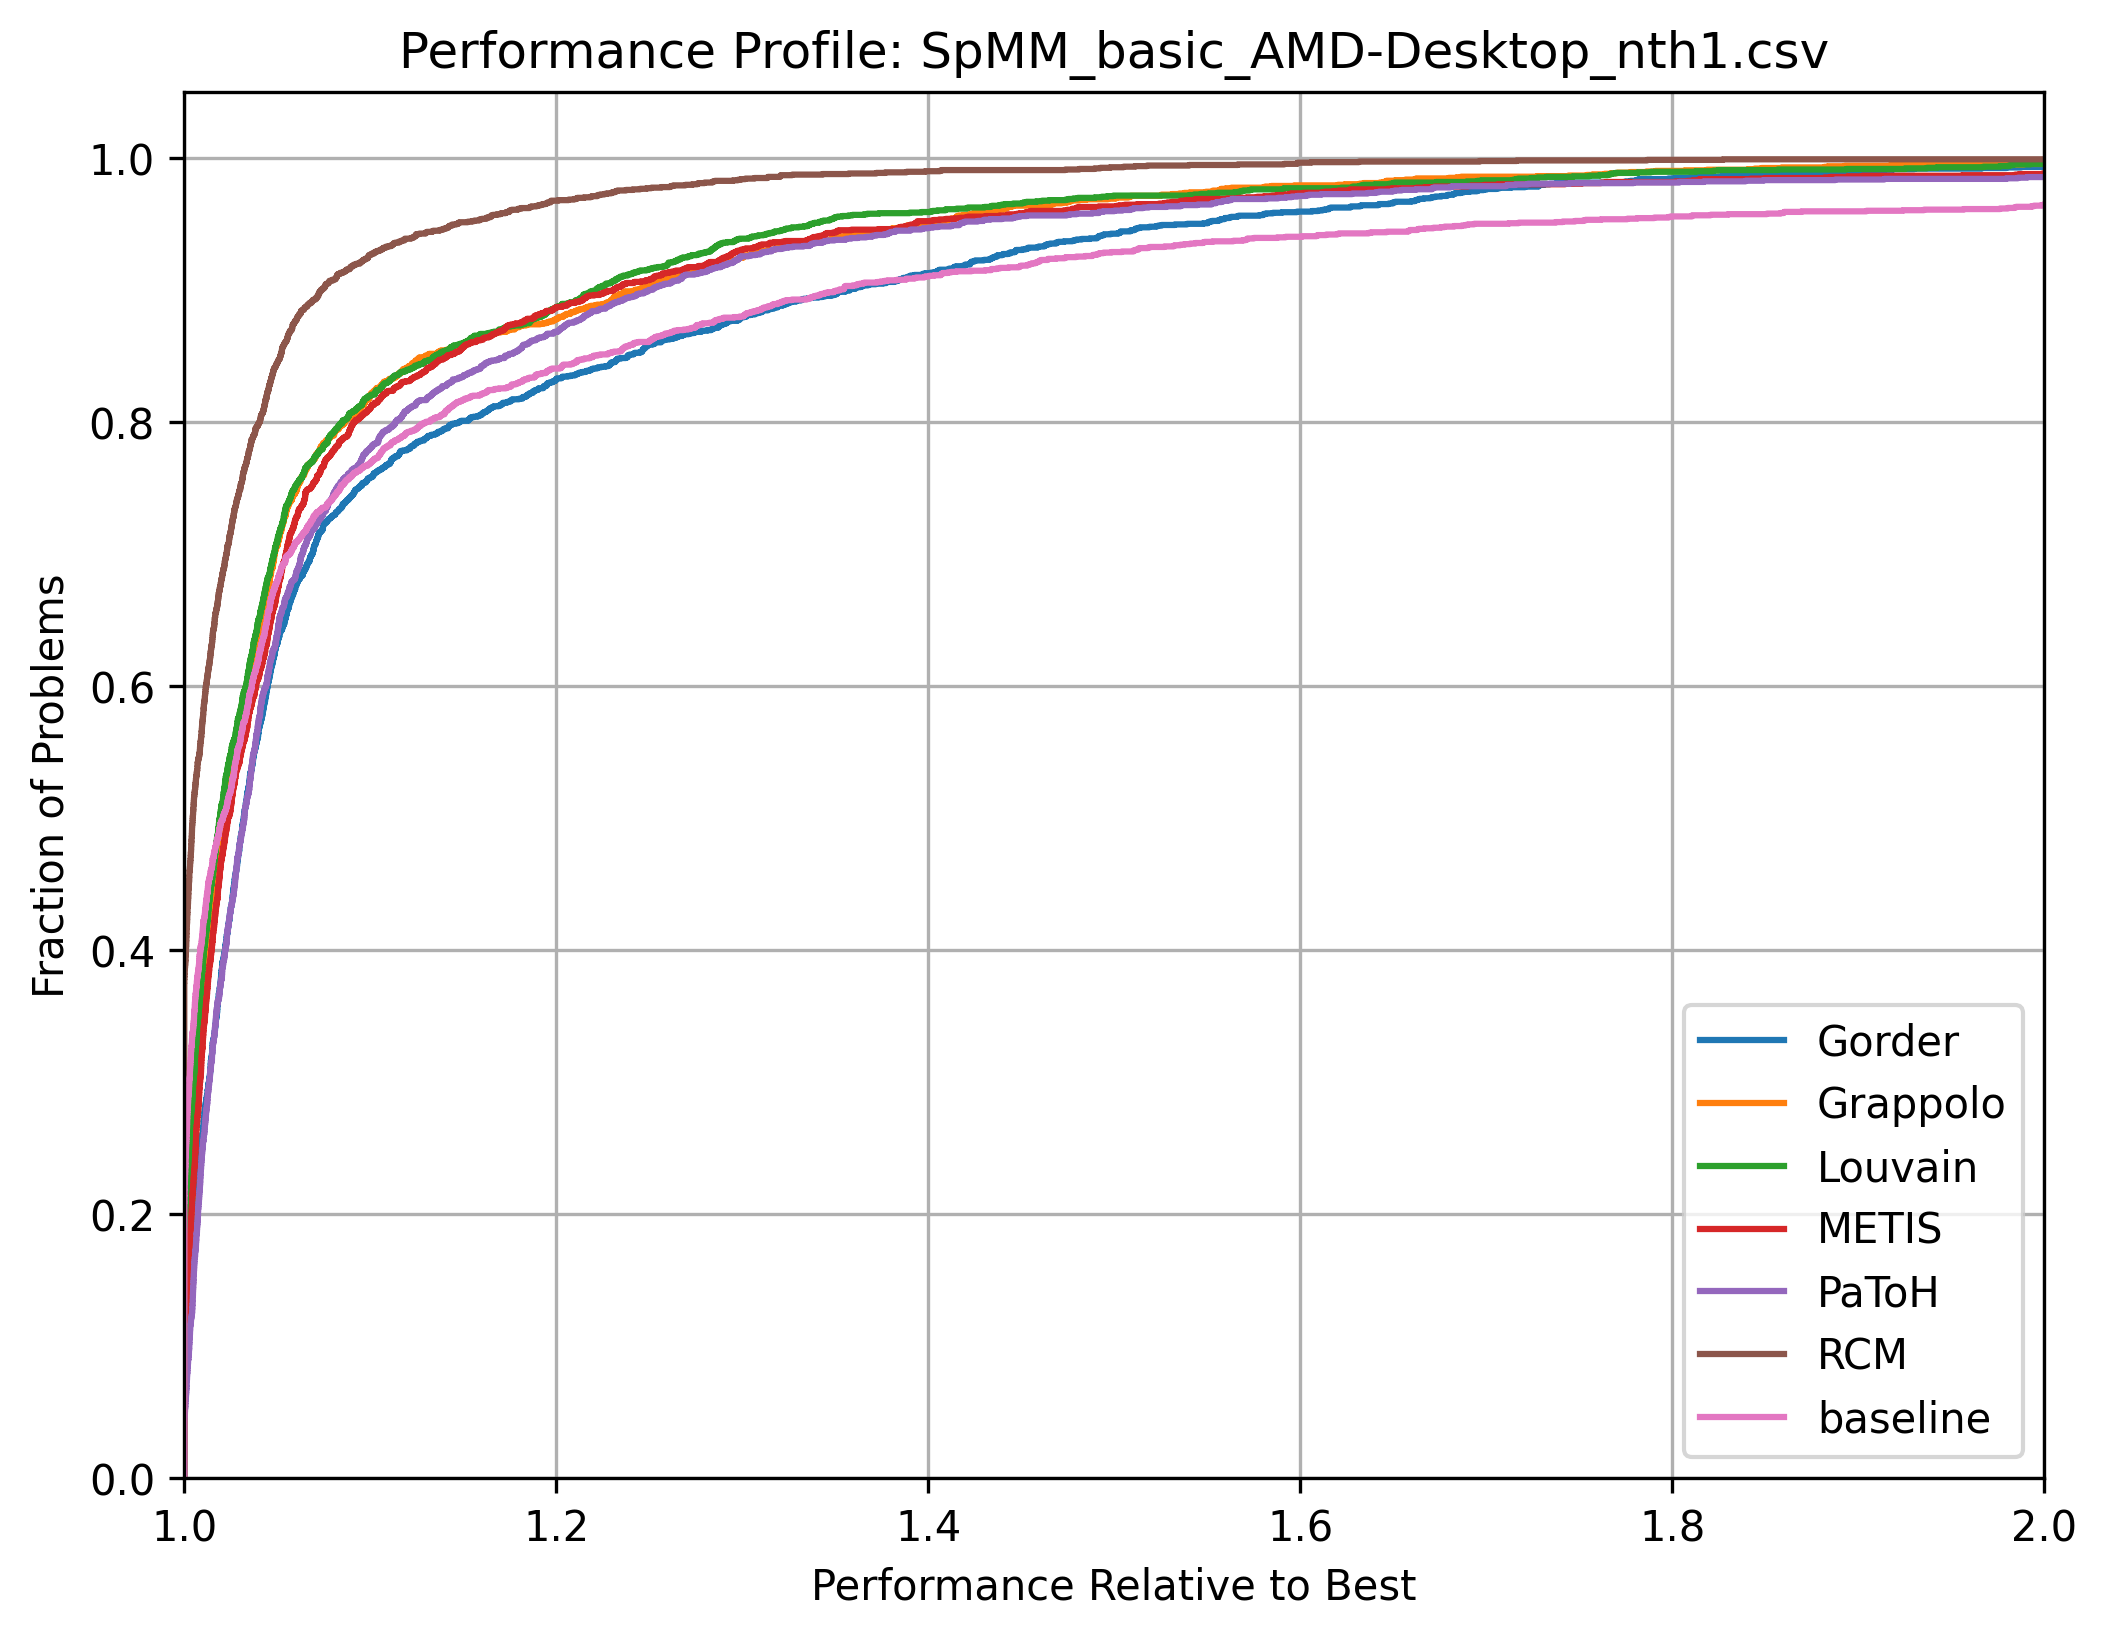 Performance Profile: SpMM_basic_AMD-Desktop_nth1.csv
1.0
0.8
0.6
0.4
0.2
0.0
Fraction of Problems
Gorder
Grappolo
Louvain
METIS
PaToH
RCM
baseline
1.0 1.2 1.4 1.6 1.8 2.0
Performance Relative to Best